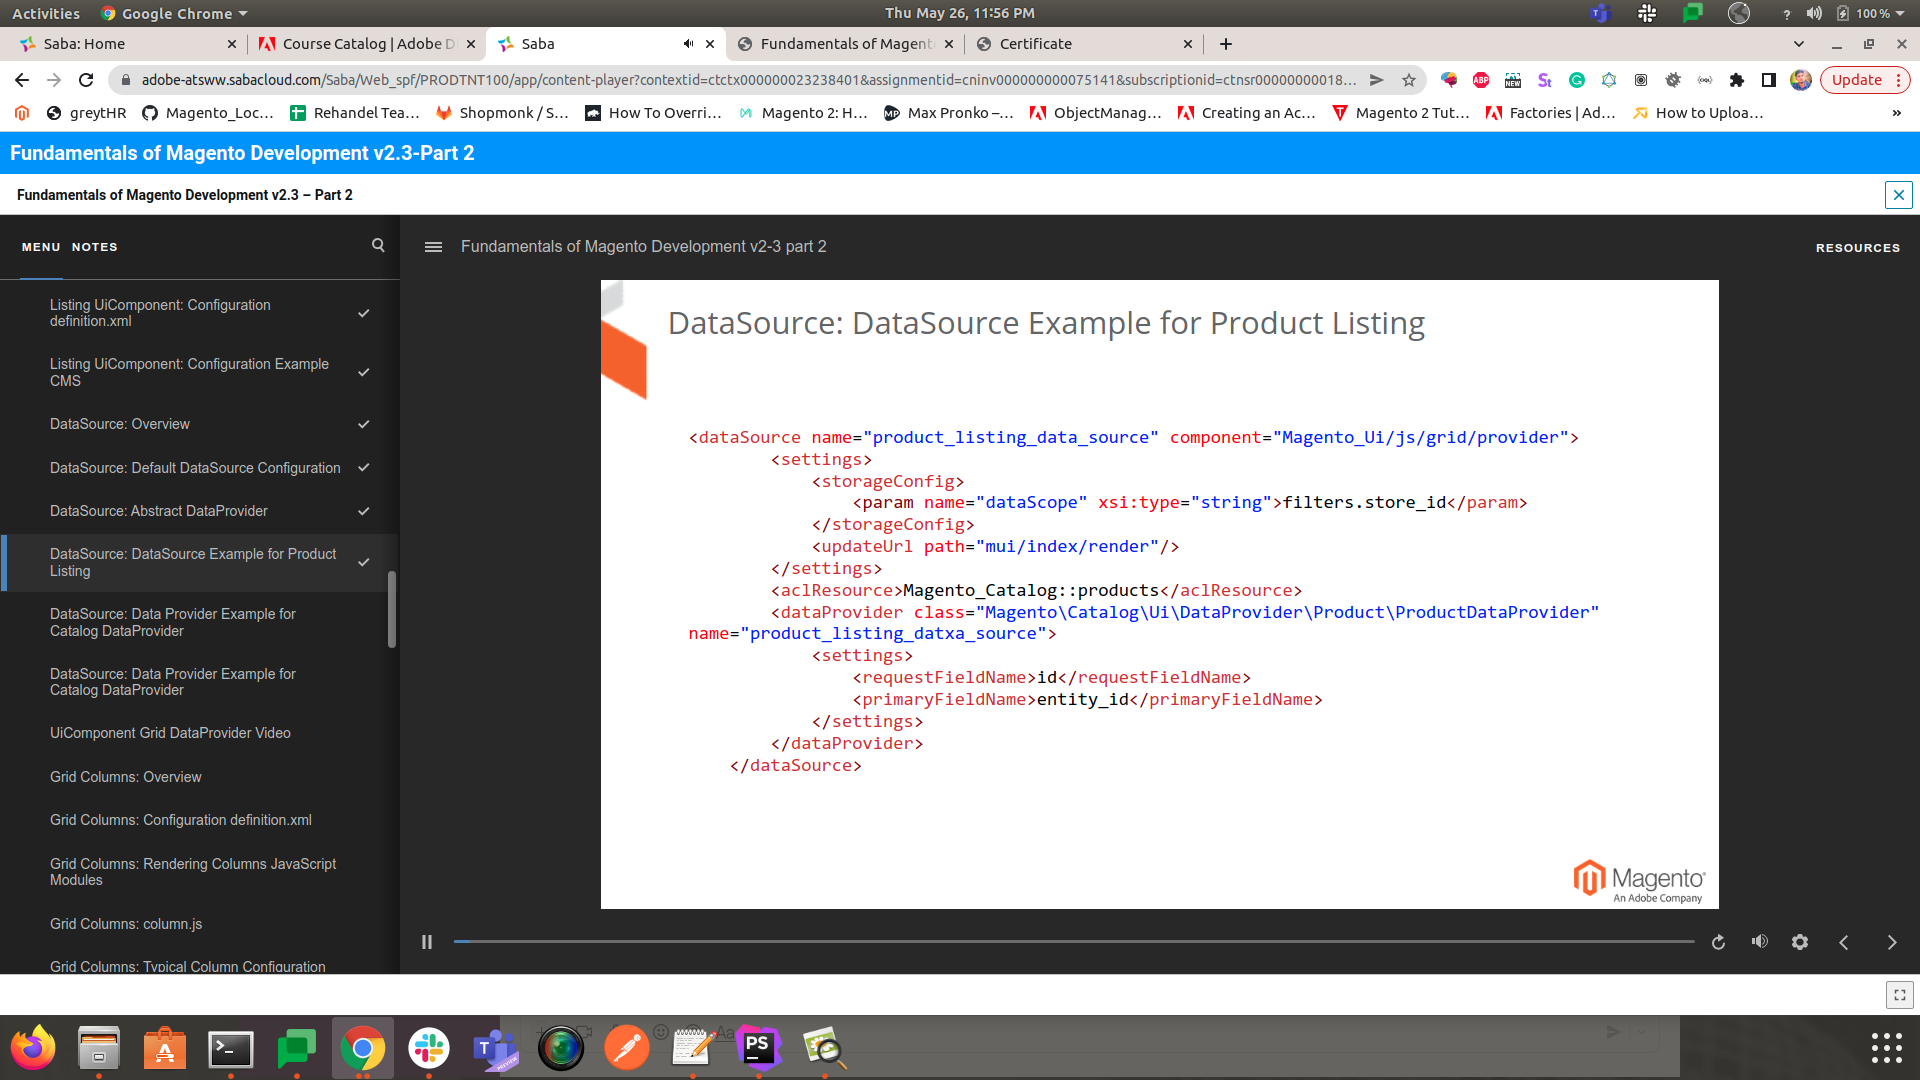 Activities
Google Chrome
Thu May 26, 11:56 PM
100 %
Saba: Home
Course Catalog | Adobe D
Saba
Fundamentals of Magent
Certificate
adobe-atsww.sabacloud.com/Saba/Web_spf/PRODTNT100/app/content-player?contextid=ctctx000000023238401&assignmentid=cninv000000000075141&subscriptionid=ctnsr00000000018...
ABP
NEW
Update
greyтHR
Magento_Loc...
Rehandel Tea...
Shopmonk / S...
How To Overri...
Magento 2: H...
Max Pronko –...
ObjectManag...
Creating an Ac...
Magento 2 Tut...
Factories | Ad...
How to Uploa...
Fundamentals of Magento Development v2.3-Part 2
Fundamentals of Magento Development v2.3 – Part 2
MENU NOTES
Fundamentals of Magento Development v2-3 part 2
RESOURCES
Listing UiComponent: Configuration
definition.xml
Listing UiComponent: Configuration Example
CMS
DataSource: Overview
DataSource: Default DataSource Configuration
DataSource: Abstract DataProvider
DataSource: DataSource Example for Product
Listing
DataSource: Data Provider Example for
Catalog DataProvider
DataSource: Data Provider Example for
Catalog DataProvider
UiComponent Grid DataProvider Video
Grid Columns: Overview
Grid Columns: Configuration definition.xml
Grid Columns: Rendering Columns JavaScript
Modules
Grid Columns: column.js
Grid Columns: Typical Column Configuration
DataSource: DataSource Example for Product Listing
<dataSource name="product_listing_data_source" component="Magento_Ui/js/grid/provider">
<settings>
<storageConfig>
<param name="dataScope" xsi:type="string">filters.store_id</param>
</storageConfig>
<updateUrl path="mui/index/render"/>
</settings>
<aclResource>Magento_Catalog::products</aclResource>
<dataProvider class="Magento\Catalog\Ui\DataProvider\Product\ProductDataProvider"
name="product_listing_datxa_source">
<settings>
<requestFieldName>id</requestFieldName>
<primaryFieldName>entity_id</primaryFieldName>
</settings>
</dataProvider>
</dataSource>
Magento
An Adobe Company
PS